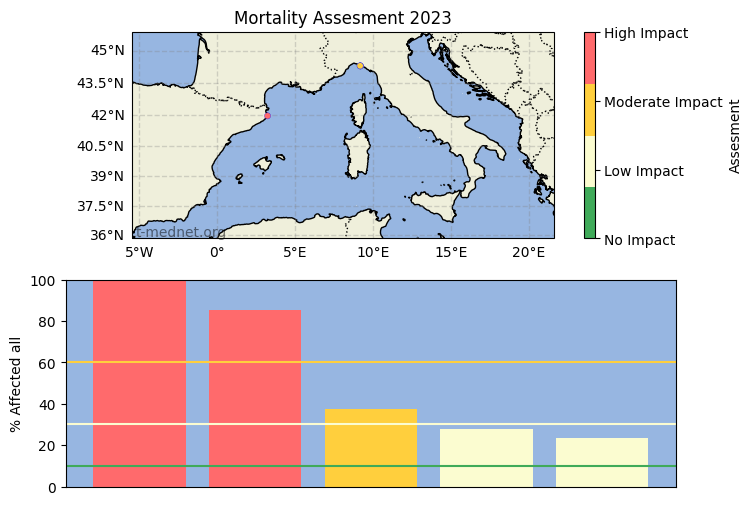 Mortality Assesment 2023
45°N
43.5°N
42°N
40.5°N
39°N
37.5°N
36°N
t-mednet.org
5°W
0°
5°E
10°E
15°E
20°E
High Impact
Moderate Impact
Low Impact
No Impact
Assesment
100
80
60
40
20
0
% Affected all